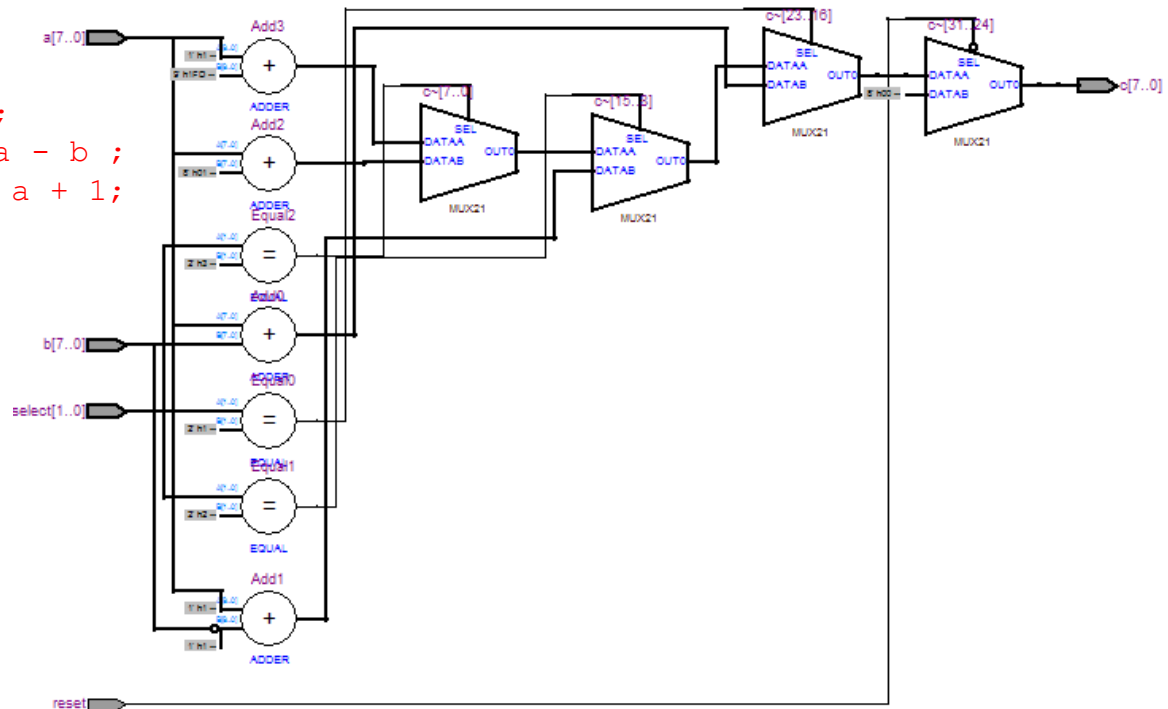 ;
a - b ;
a + 1;
a[7..0]
Add3
+
ADDER
Add2
+
ADDER
Equal2
=
EQUAL
Add0
+
b[7..0]
ADDER
Equal0
select[1..0]
=
EQUAL
Equal1
=
EQUAL
Add1
+
ADDER
reset
c~[7..0]
SEL
DATAA
DATAB
OUT0
MUX21
c~[15..8]
SEL
DATAA
DATAB
OUT0
MUX21
c~[23..16]
SEL
DATAA
DATAB
OUT0
MUX21
c~[31..24]
SEL
DATAA
DATAB
OUT0
MUX21
c[7..0]